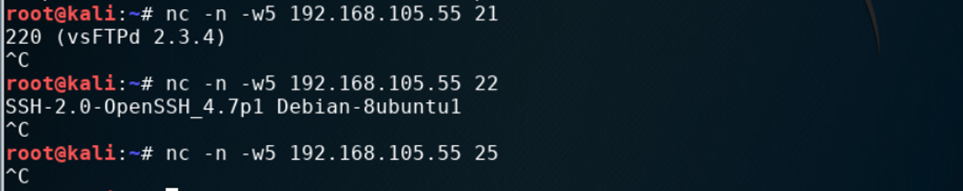 root@kali:~# nc -n -w5 192.168.105.55 21
220 (vsFTPd 2.3.4)
^C
root@kali:~# nc -n -w5 192.168.105.55 22
SSH-2.0-OpenSSH_4.7p1 Debian-8ubuntu1
^C
root@kali:~# nc -n -w5 192.168.105.55 25
^C